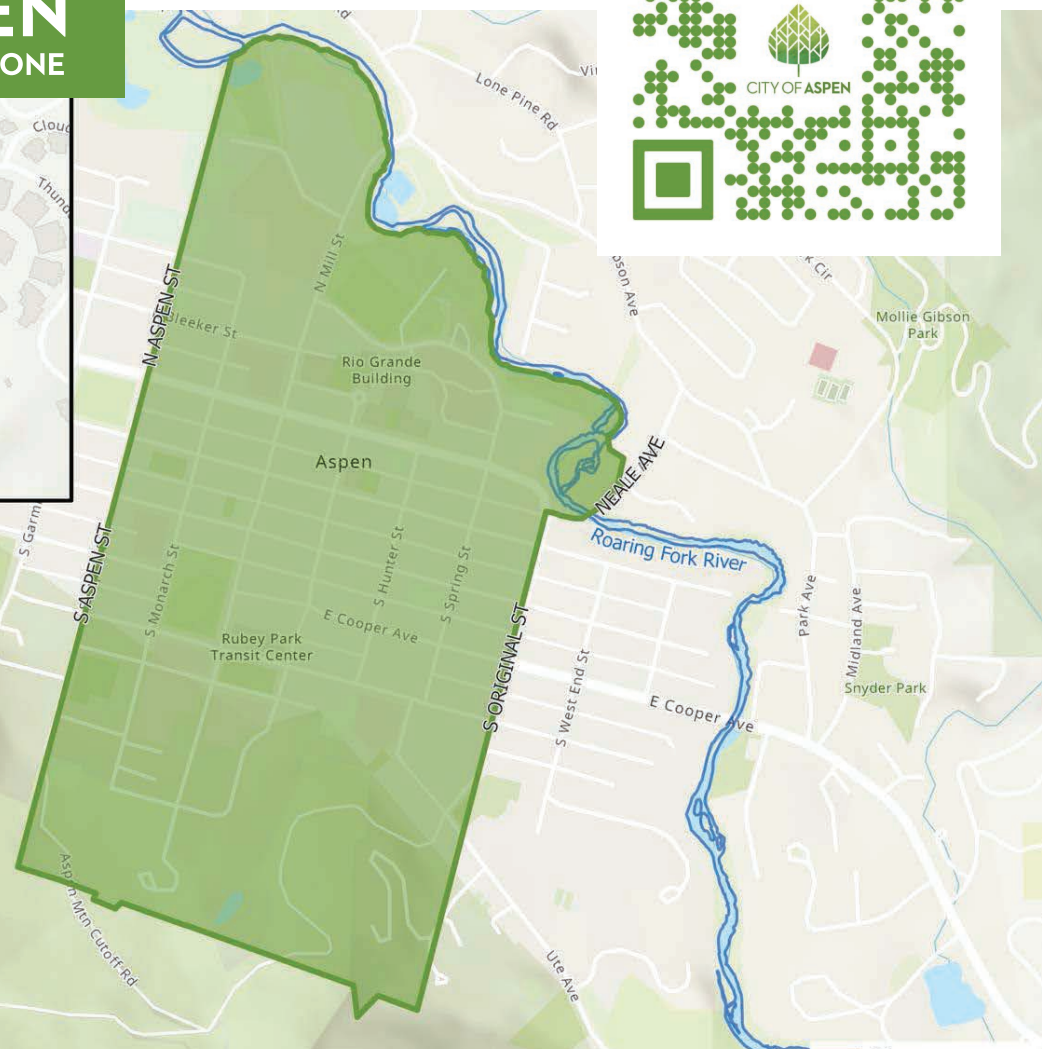 EN
ONE
CITY OF ASPEN
Lone Pine Rd
Thund
N Mill St
N ASPEN ST
Bleeker St
Mollie Gibson
Park
Rio Grande
Building
Aspen
NEALE AVE
S ASPEN ST
S Garm
S Monarch St
S Hunter St
S Spring St
E Cooper Ave
Rubey Park
Transit Center
Roaring Fork River
S ORIGINAL ST
S West End St
Park Ave
S Midland Ave
Snyder Park
E Cooper Ave
Aspen Mtn Cutoff Rd
Ute Ave